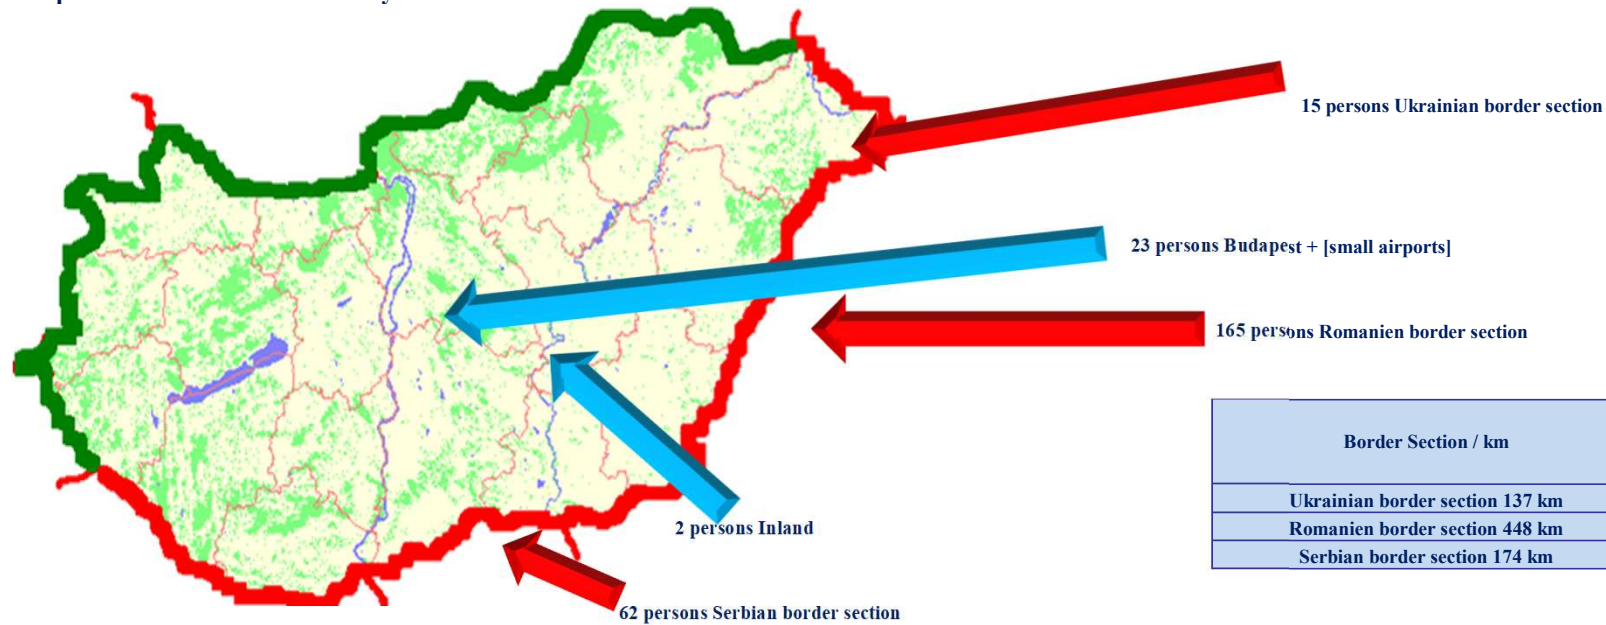 15 persons Ukrainian border section
23 persons Budapest + [small airports]
165 persons Romanien border section
Border Section / km
Ukrainian border section 137 km
Romanien border section 448 km
Serbian border section 174 km
2 persons Inland
62 persons Serbian border section